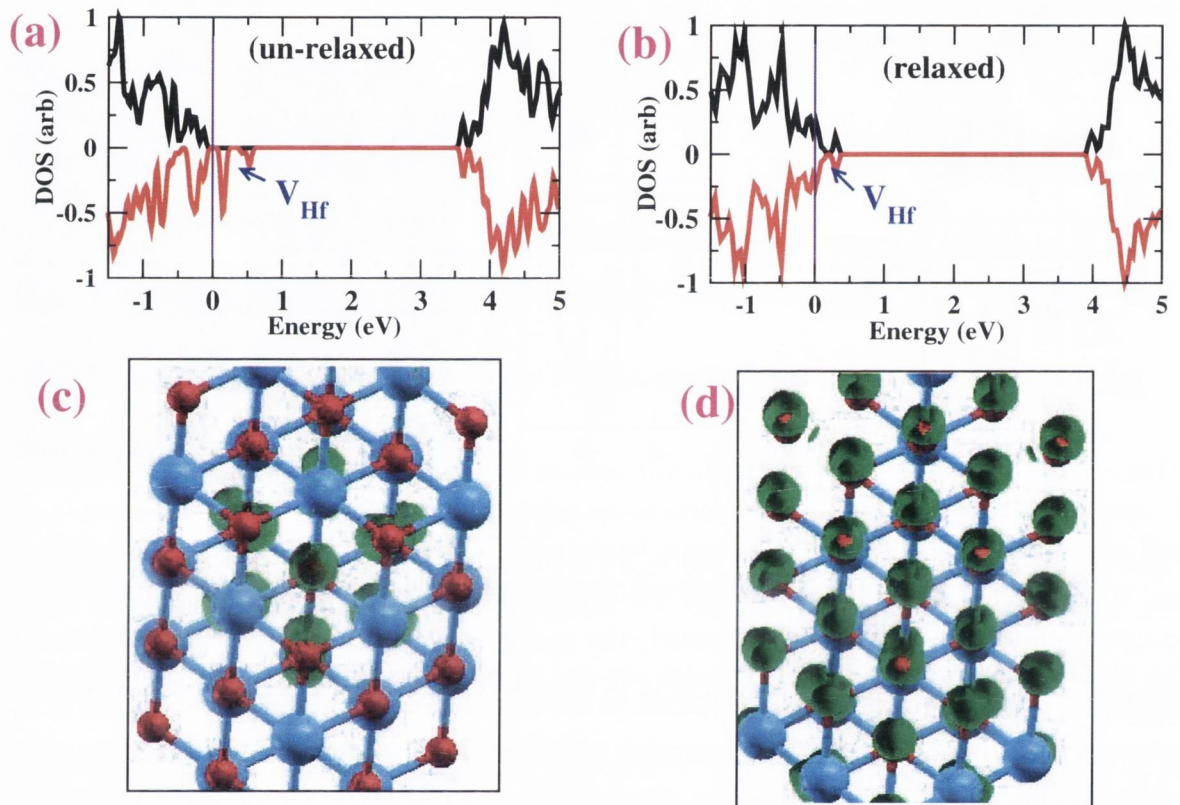 (a)
(un-relaxed)
1
0.5
0
-0.5
-1
DOS (arb)
V_Hf
-1 0 1 2 3 4 5
Energy (eV)
(b)
(relaxed)
1
0.5
0
-0.5
-1
DOS (arb)
V_Hf
-1 0 1 2 3 4 5
Energy (eV)
(c)
(d)